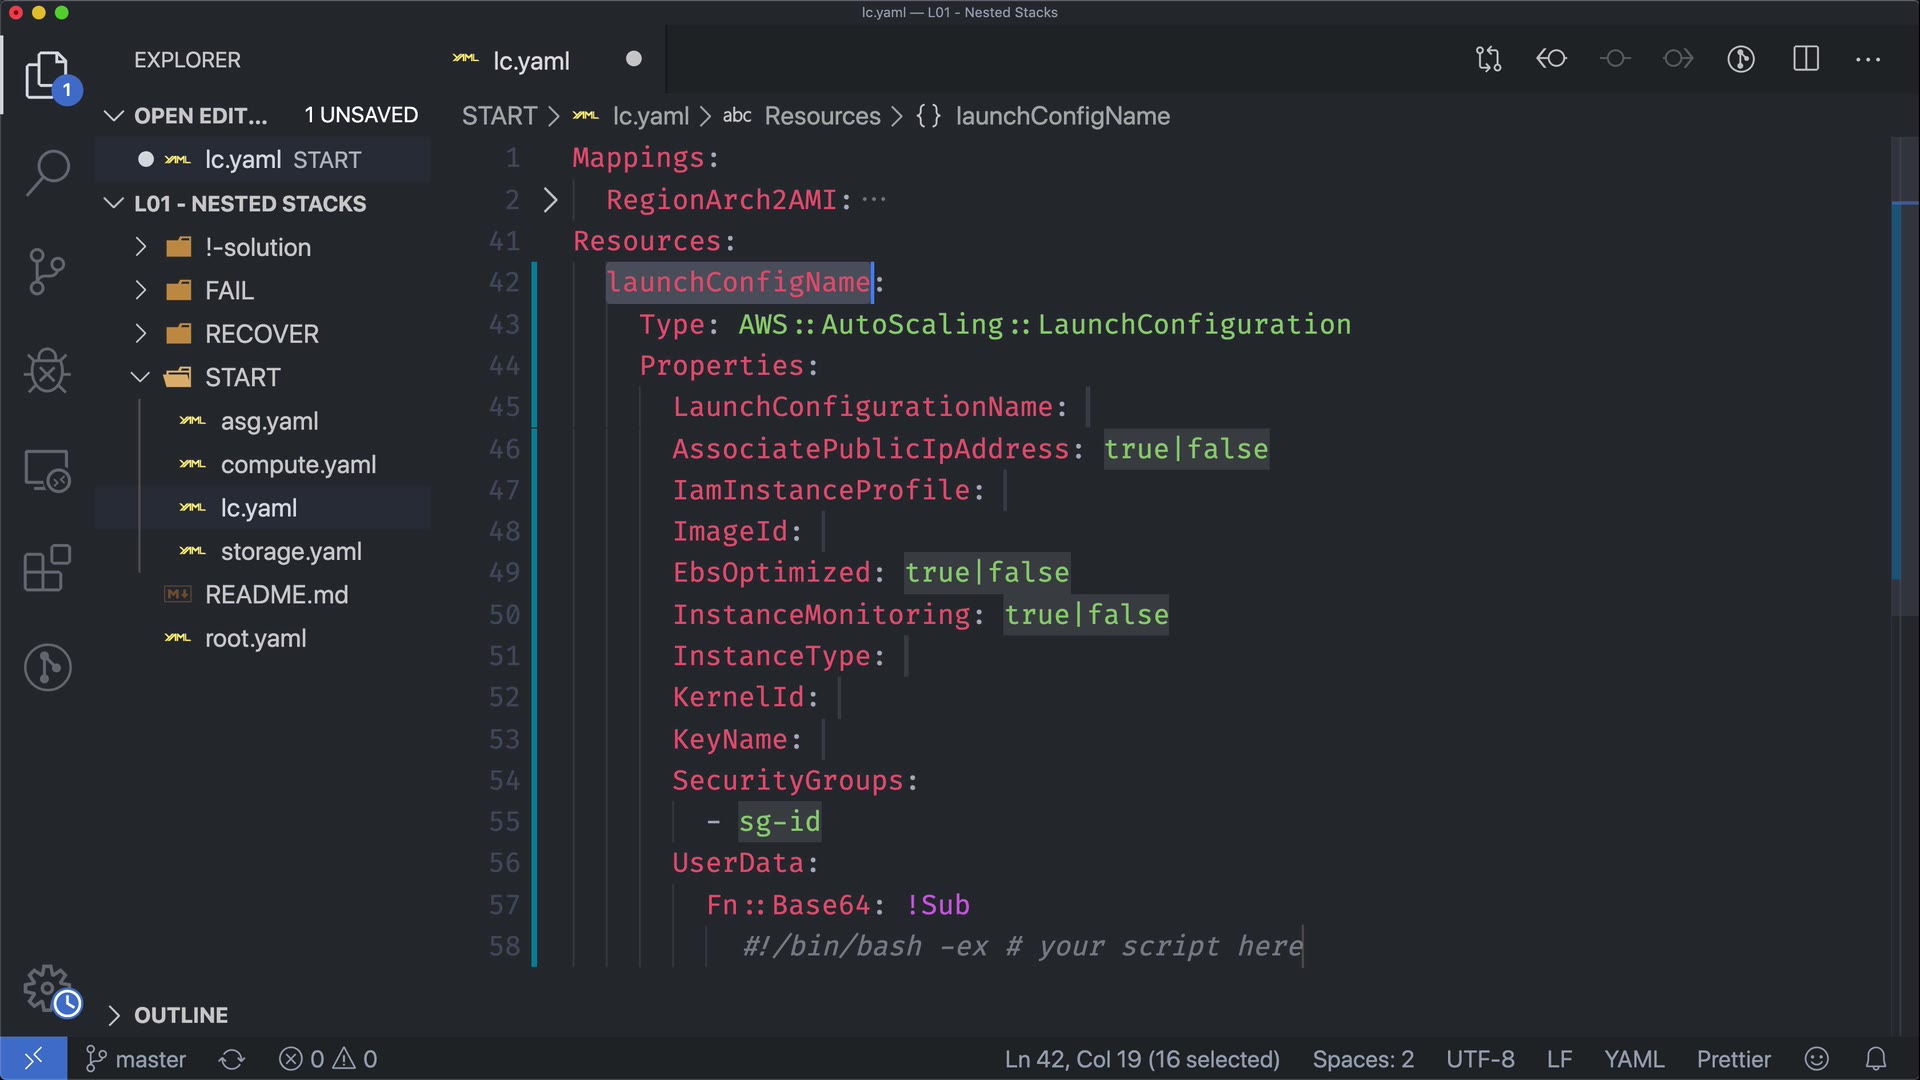 lc.yaml — L01 - Nested Stacks
EXPLORER
1
OPEN EDIT... 1 UNSAVED
lc.yaml START
L01 - NESTED STACKS
!-solution
FAIL
RECOVER
START
asg.yaml
compute.yaml
lc.yaml
storage.yaml
README.md
root.yaml
OUTLINE
lc.yaml
START > lc.yaml > abc Resources > {} launchConfigName
1 Mappings:
2 RegionArch2AMI: ···
41 Resources:
42 launchConfigName:
43 Type: AWS::AutoScaling::LaunchConfiguration
44 Properties:
45 LaunchConfigurationName:
46 AssociatePublicIpAddress: true|false
47 IamInstanceProfile:
48 ImageId:
49 EbsOptimized: true|false
50 InstanceMonitoring: true|false
51 InstanceType:
52 KernelId:
53 KeyName:
54 SecurityGroups:
55 - sg-id
56 UserData:
57 Fn::Base64: !Sub
58 #!/bin/bash -ex # your script here
master 0 0 Ln 42, Col 19 (16 selected) Spaces: 2 UTF-8 LF YAML Prettier